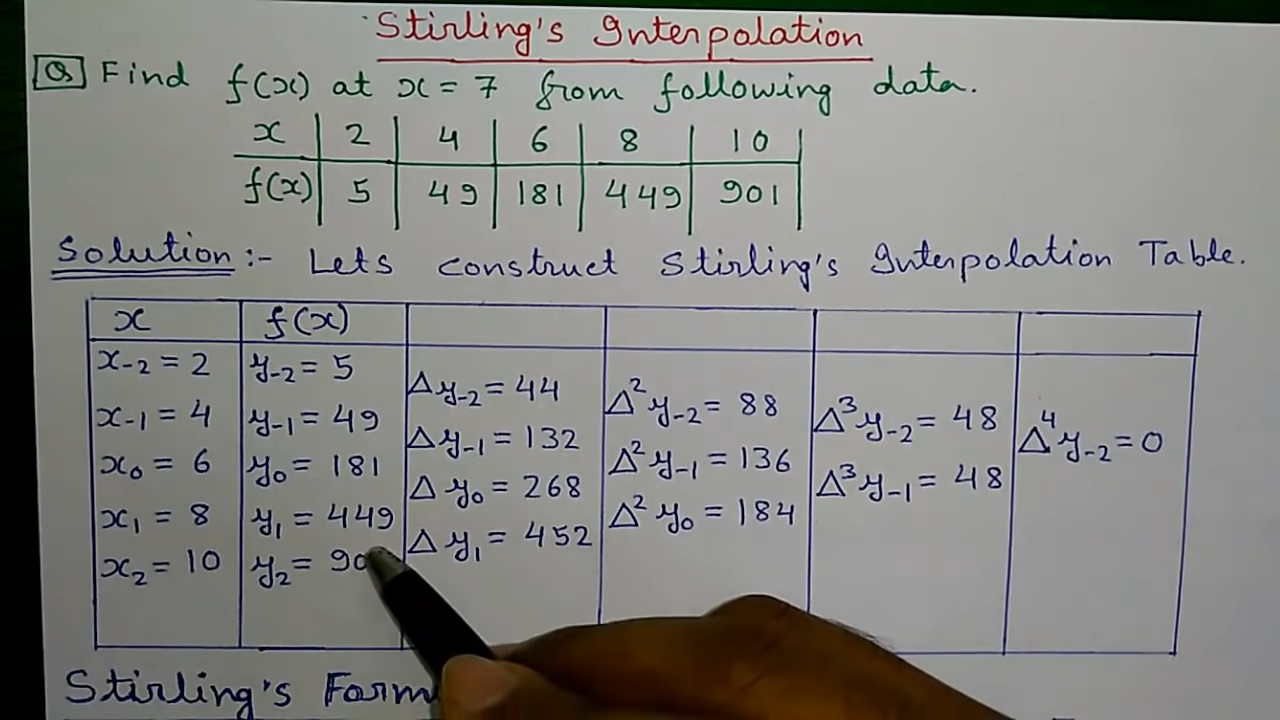 Stirling's Interpolation
Q Find f(x) at x = 7 from following data.
x 2 4 6 8 10
f(x) 5 49 181 449 901
Solution:- Lets construct Stirling's Interpolation Table.
x f(x)
x₋₂ = 2 y₋₂ = 5
Δy₋₂ = 44
Δ²y₋₂ = 88
x₋₁ = 4 y₋₁ = 49
Δ³y₋₂ = 48
Δy₋₁ = 132
Δ⁴y₋₂ = 0
x₀ = 6 y₀ = 181
Δ²y₋₁ = 136
Δ³y₋₁ = 48
Δy₀ = 268
x₁ = 8 y₁ = 449
Δ²y₀ = 184
Δy₁ = 452
x₂ = 10 y₂ = 90
Stirling's Form